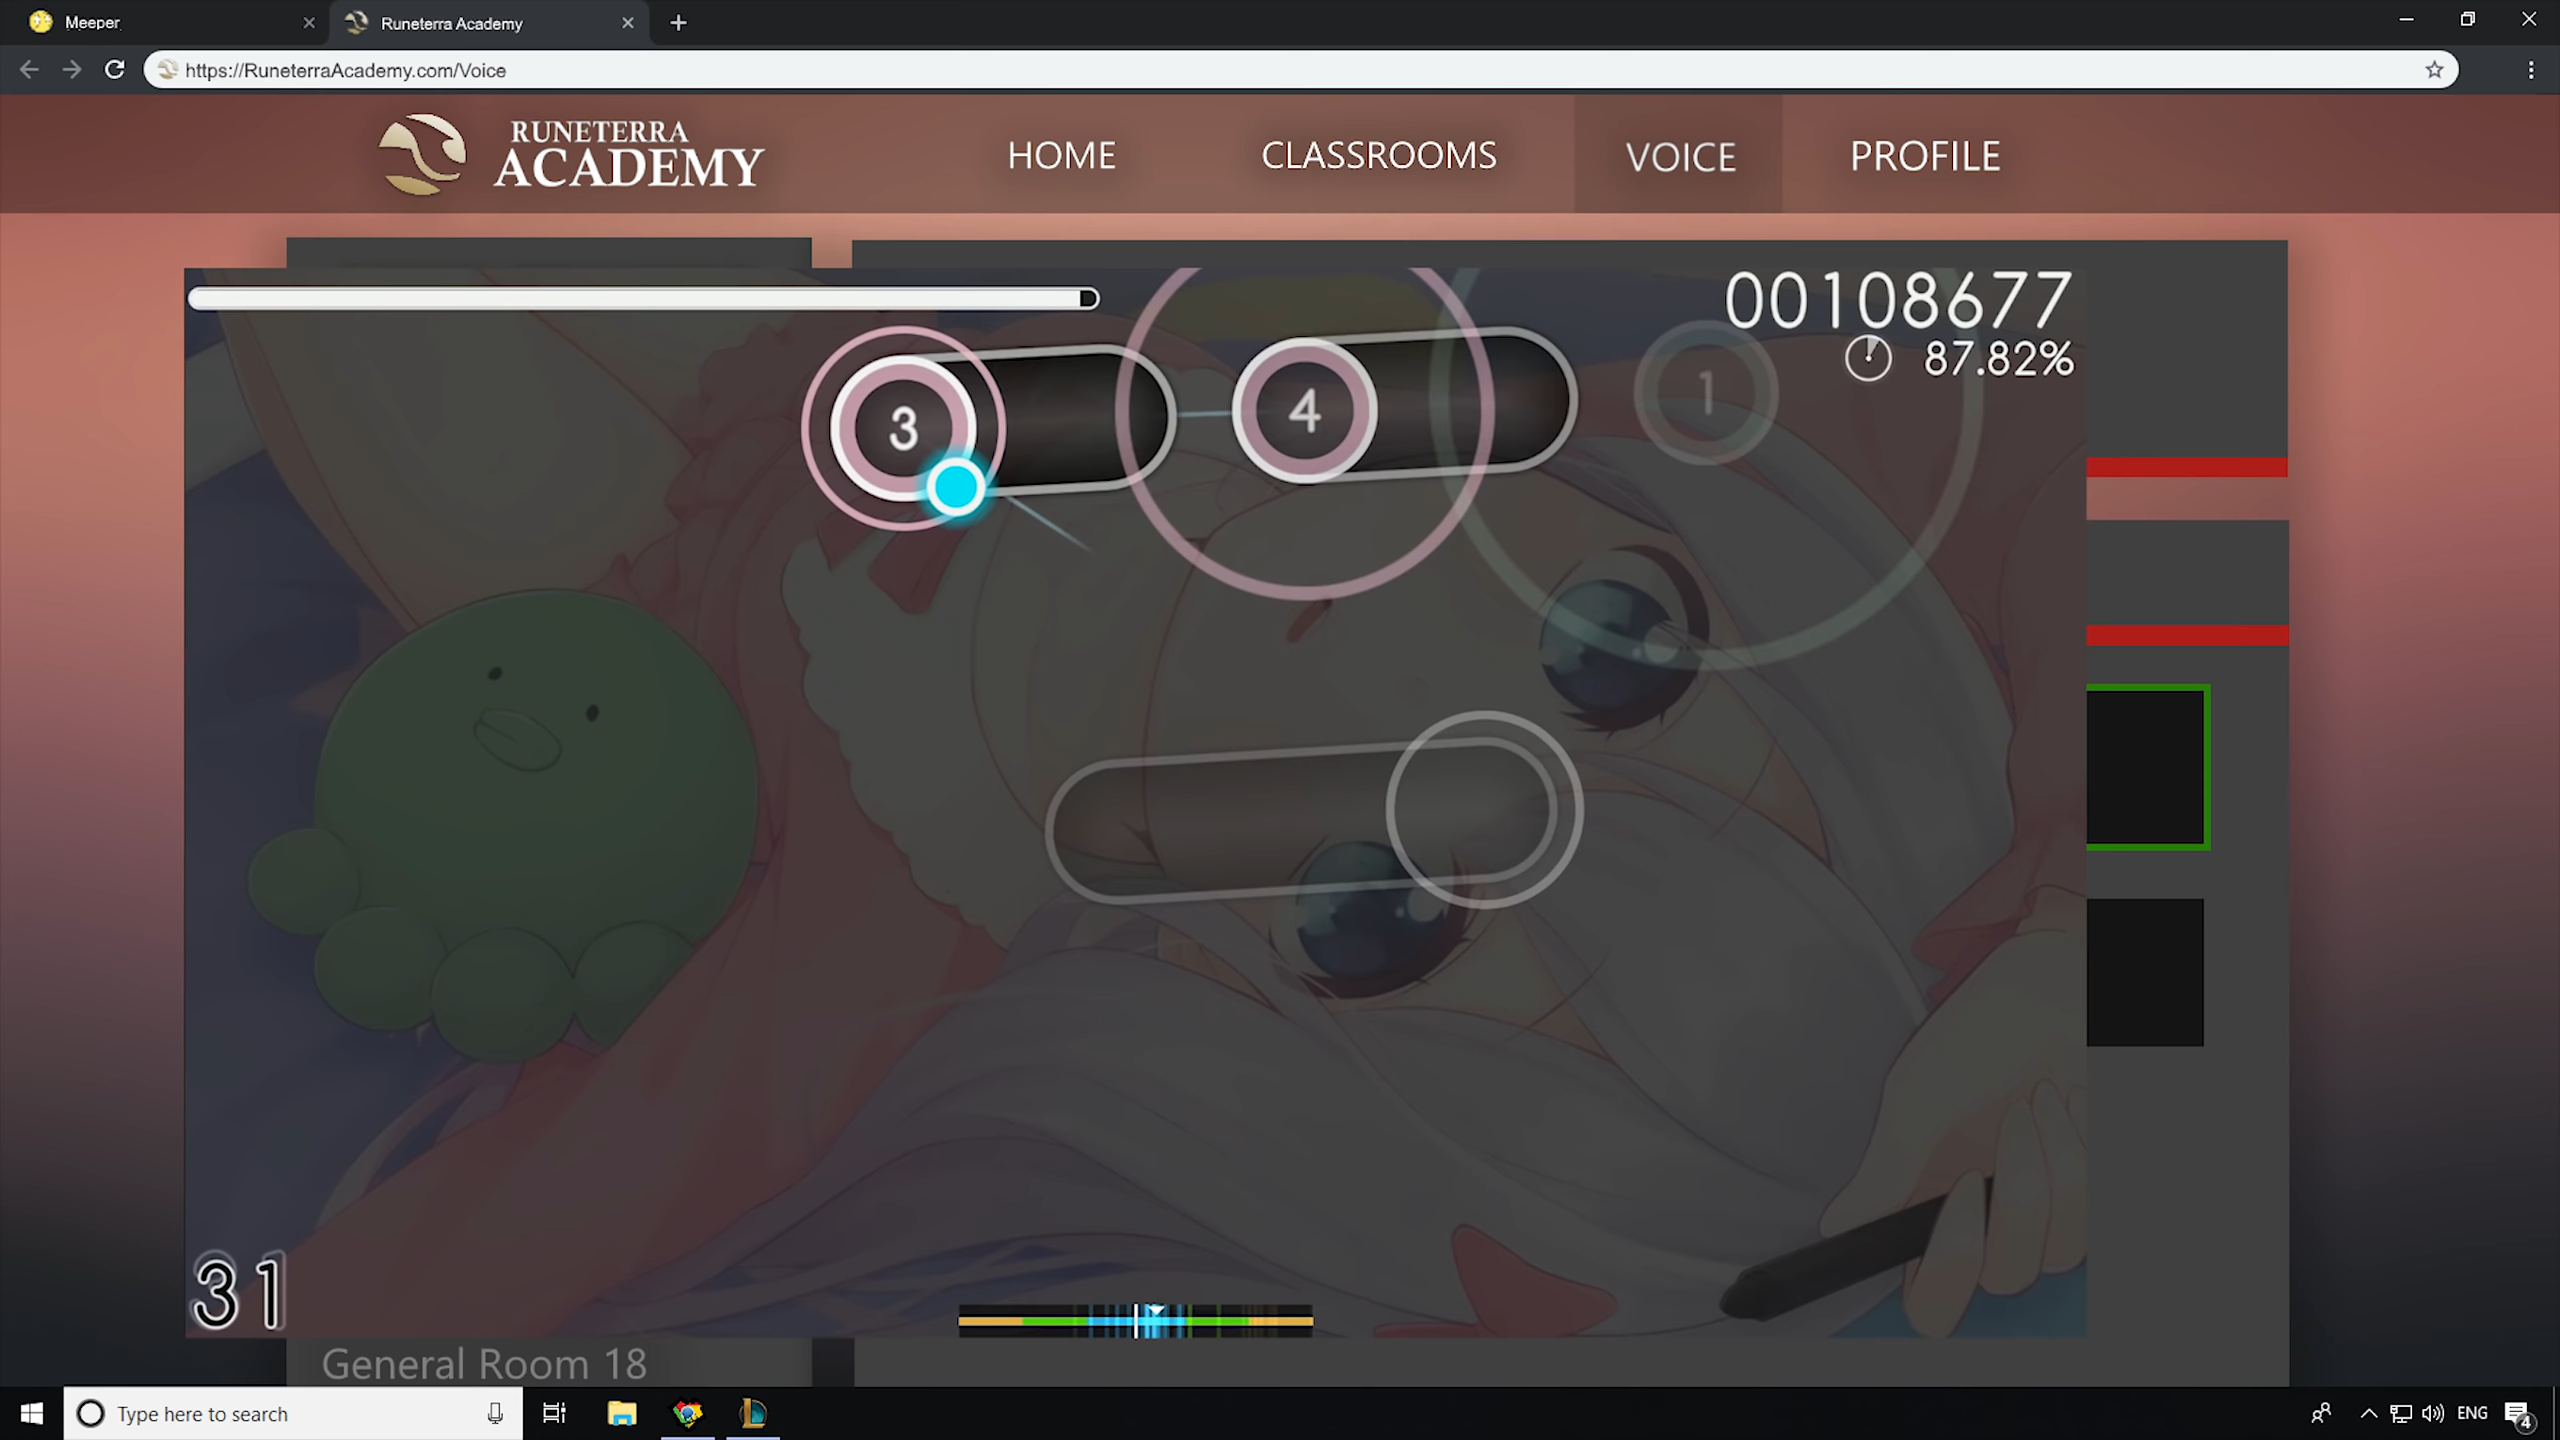 Meeper
Runeterra Academy
https://RuneterraAcademy.com/Voice
RUNETERRA
ACADEMY
HOME
CLASSROOMS
VOICE
PROFILE
00108677
87.82%
3
4
1
31
General Room 18
Type here to search
ENG
4